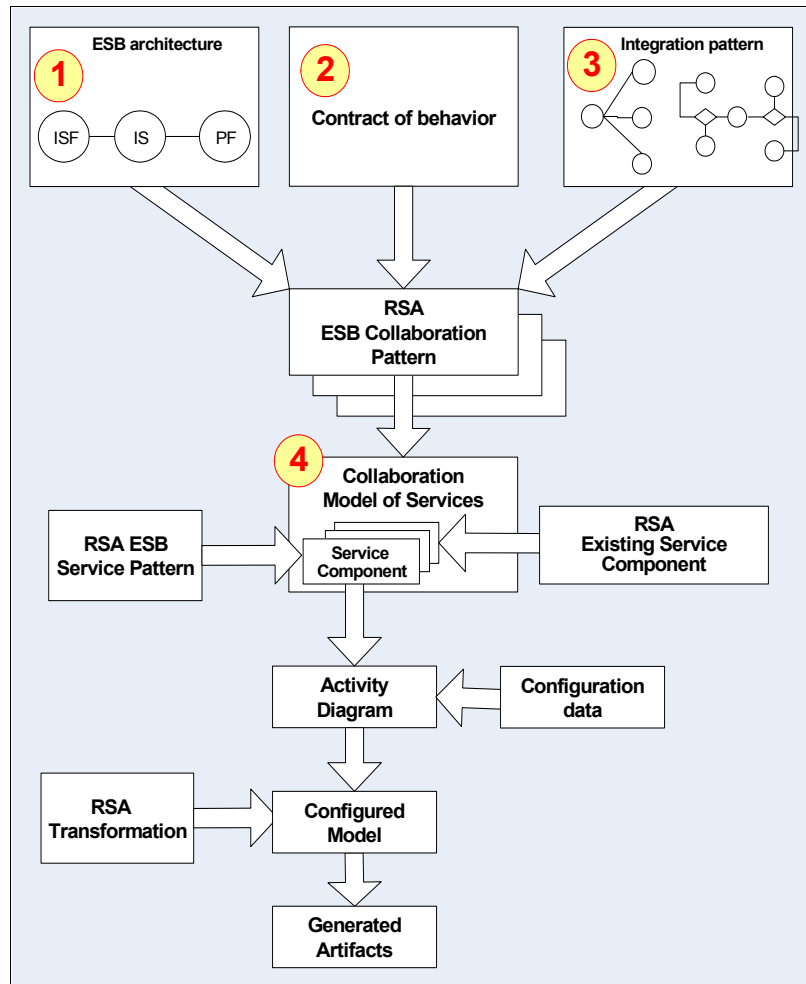 ESB architecture
1
ISF
IS
PF
2
Contract of behavior
Integration pattern
3
RSA
ESB Collaboration
Pattern
4
Collaboration
Model of Services
RSA ESB
Service Pattern
Service
Component
RSA
Existing Service
Component
Activity
Diagram
Configuration
data
RSA
Transformation
Configured
Model
Generated
Artifacts